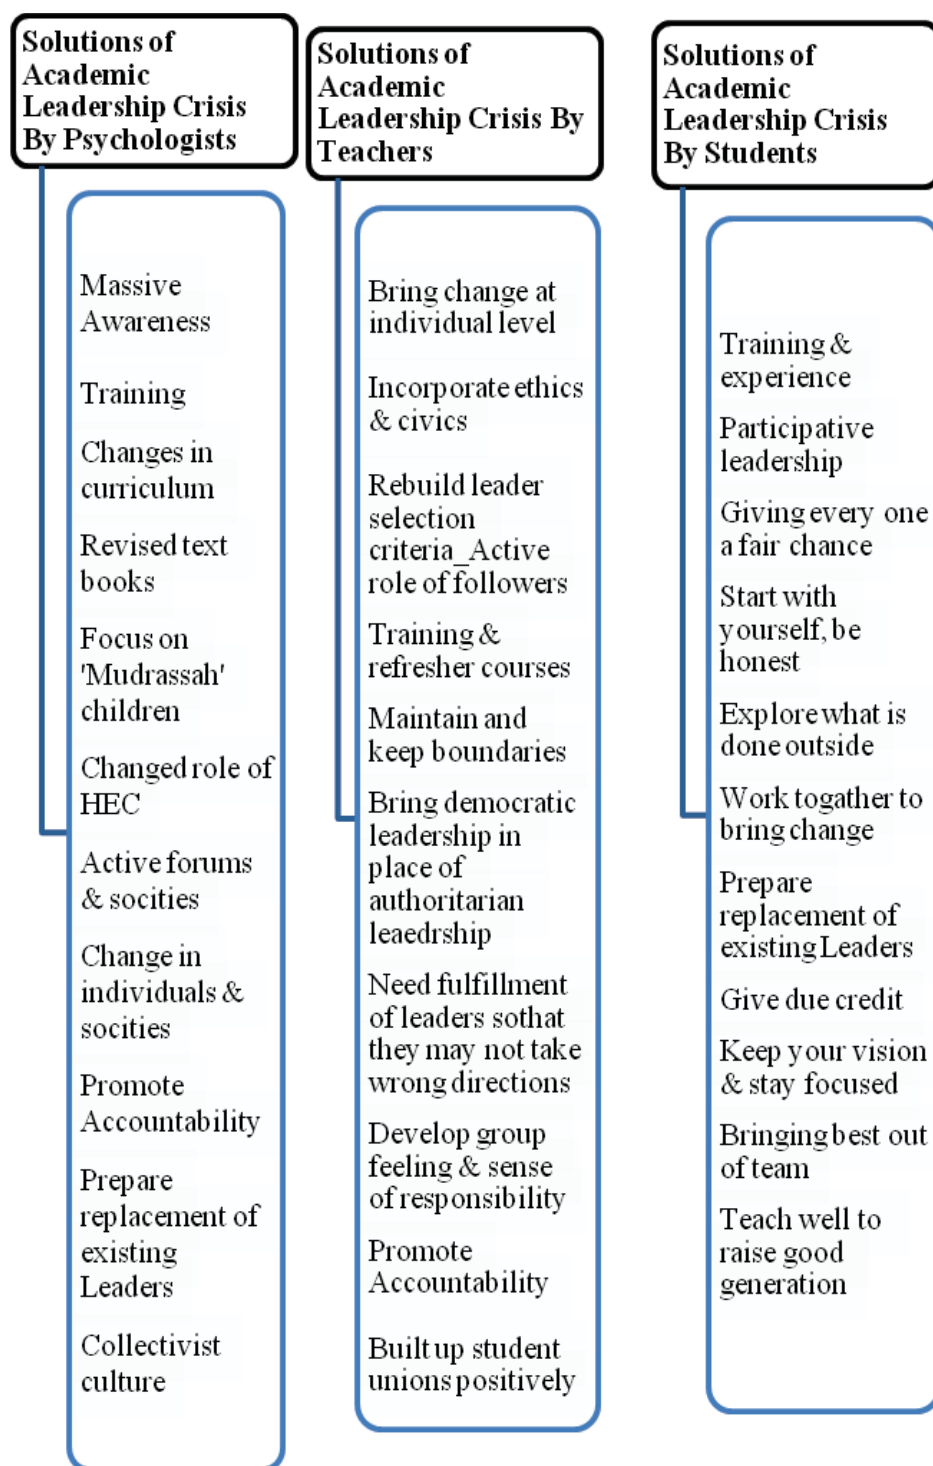 Solutions of
Academic
Leadership Crisis
By Psychologists
Massive
Awareness
Training
Changes in
curriculum
Revised text
books
Focus on
'Mudrassah'
children
Changed role of
HEC
Active forums
& socities
Change in
individuals &
socities
Promote
Accountability
Prepare
replacement of
existing
Leaders
Collectivist
culture
Solutions of
Academic
Leadership Crisis By
Teachers
Bring change at
individual level
Incorporate ethics
& civics
Rebuild leader
selection
criteria_Active
role of followers
Training &
refresher courses
Maintain and
keep boundaries
Bring democratic
leadership in
place of
authoritarian
leaedrship
Need fulfillment
of leaders sothat
they may not take
wrong directions
Develop group
feeling & sense
of responsibility
Promote
Accountability
Built up student
unions positively
Solutions of
Academic
Leadership Crisis
By Students
Training &
experience
Participative
leadership
Giving every one
a fair chance
Start with
yourself, be
honest
Explore what is
done outside
Work togather to
bring change
Prepare
replacement of
existing Leaders
Give due credit
Keep your vision
& stay focused
Bringing best out
of team
Teach well to
raise good
generation